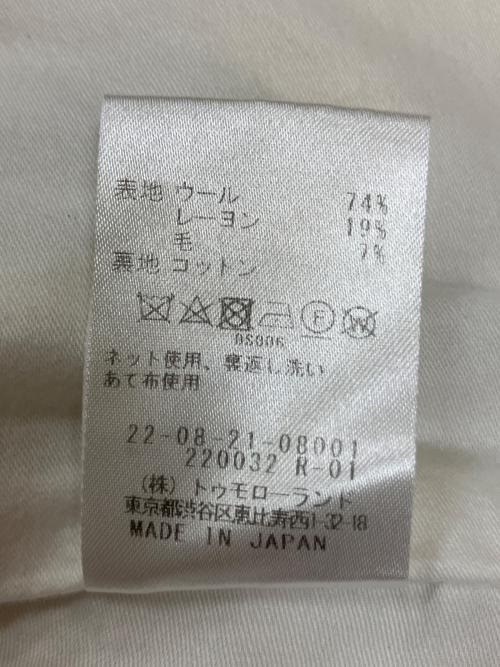 表地 ウール 74%
レーヨン 19%
毛 7%
裏地 コットン
F W
0S006
ネット使用、裏返し洗い
あて布使用
22-08-21-08001
220032 R-01
(株) トゥモローランド
東京都渋谷区恵比寿西1-32-18
MADE IN JAPAN